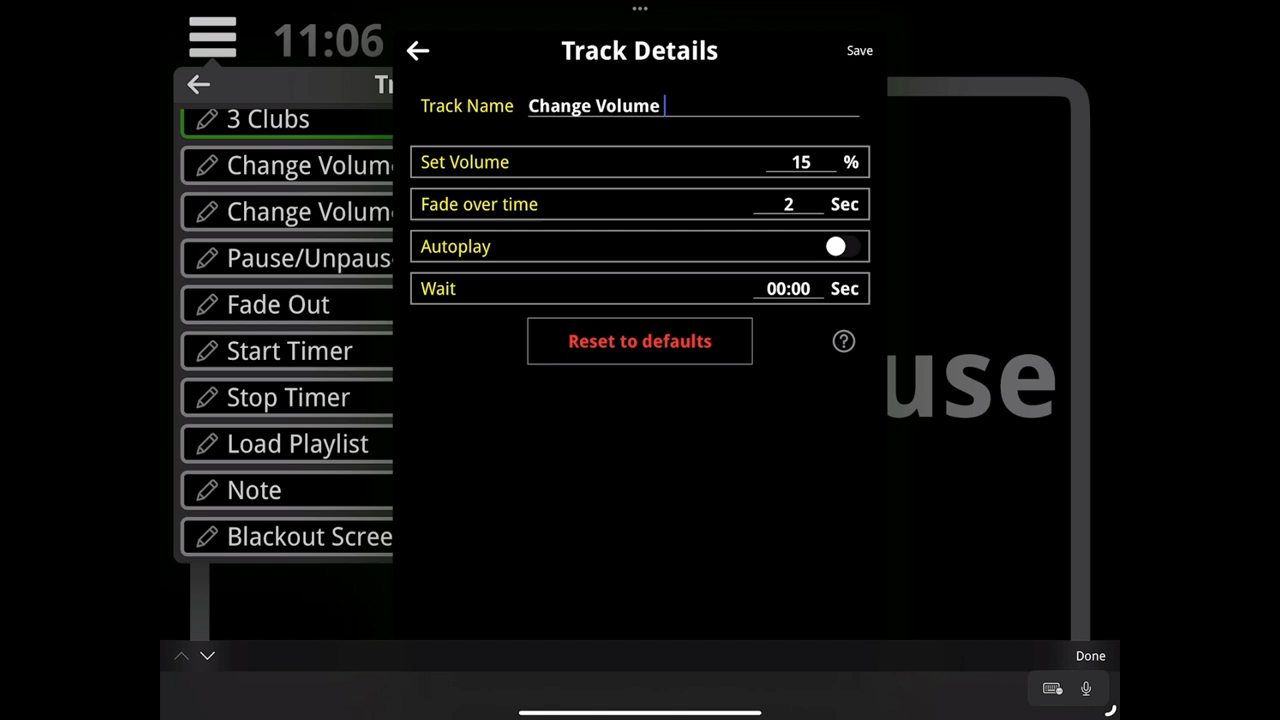 11:06
Track Details
Save
Tr
Track Name Change Volume
3 Clubs
Set Volume 15 %
Change Volume
Fade over time 2 Sec
Change Volum
Autoplay
Pause/Unpaus
Wait 00:00 Sec
Fade Out
Reset to defaults ?
Start Timer
use
Stop Timer
Load Playlist
Note
Blackout Scree
Done